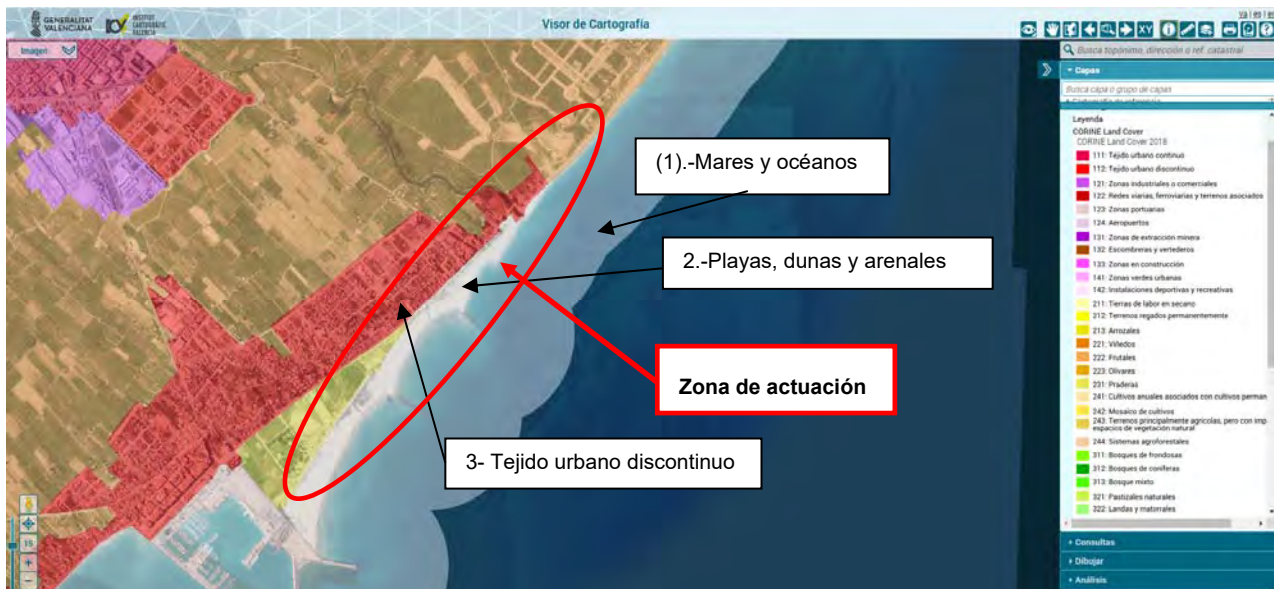 GENERALITAT
VALENCIANA
INSTITUT
CARTOGRÀFIC
VALENCIÀ
Visor de Cartografía
va | es |
XY
Imagen
Busca topónimo, dirección o ref. catastral
Capas
Busca capa o grupo de capas
Cartografía de referencia
Leyenda
CORINE Land Cover
CORINE Land Cover 2018
111: Tejido urbano continuo
112: Tejido urbano discontinuo
121: Zonas industriales o comerciales
122: Redes viarias, ferroviarias y terrenos asociados
123: Zonas portuarias
124: Aeropuertos
131: Zonas de extracción minera
132: Escombreras y vertederos
133: Zonas en construcción
141: Zonas verdes urbanas
142: Instalaciones deportivas y recreativas
211: Tierras de labor en secano
212: Terrenos regados permanentemente
213: Arrozales
221: Viñedos
222: Frutales
223: Olivares
231: Praderas
241: Cultivos anuales asociados con cultivos perman
242: Mosaico de cultivos
243: Terrenos principalmente agrícolas, pero con imp
espacios de vegetación natural
244: Sistemas agroforestales
311: Bosques de frondosas
312: Bosques de coníferas
313: Bosque mixto
321: Pastizales naturales
322: Landas y matorrales
Consultas
Dibujar
Análisis
(1).-Mares y océanos
2.-Playas, dunas y arenales
Zona de actuación
3- Tejido urbano discontinuo
15